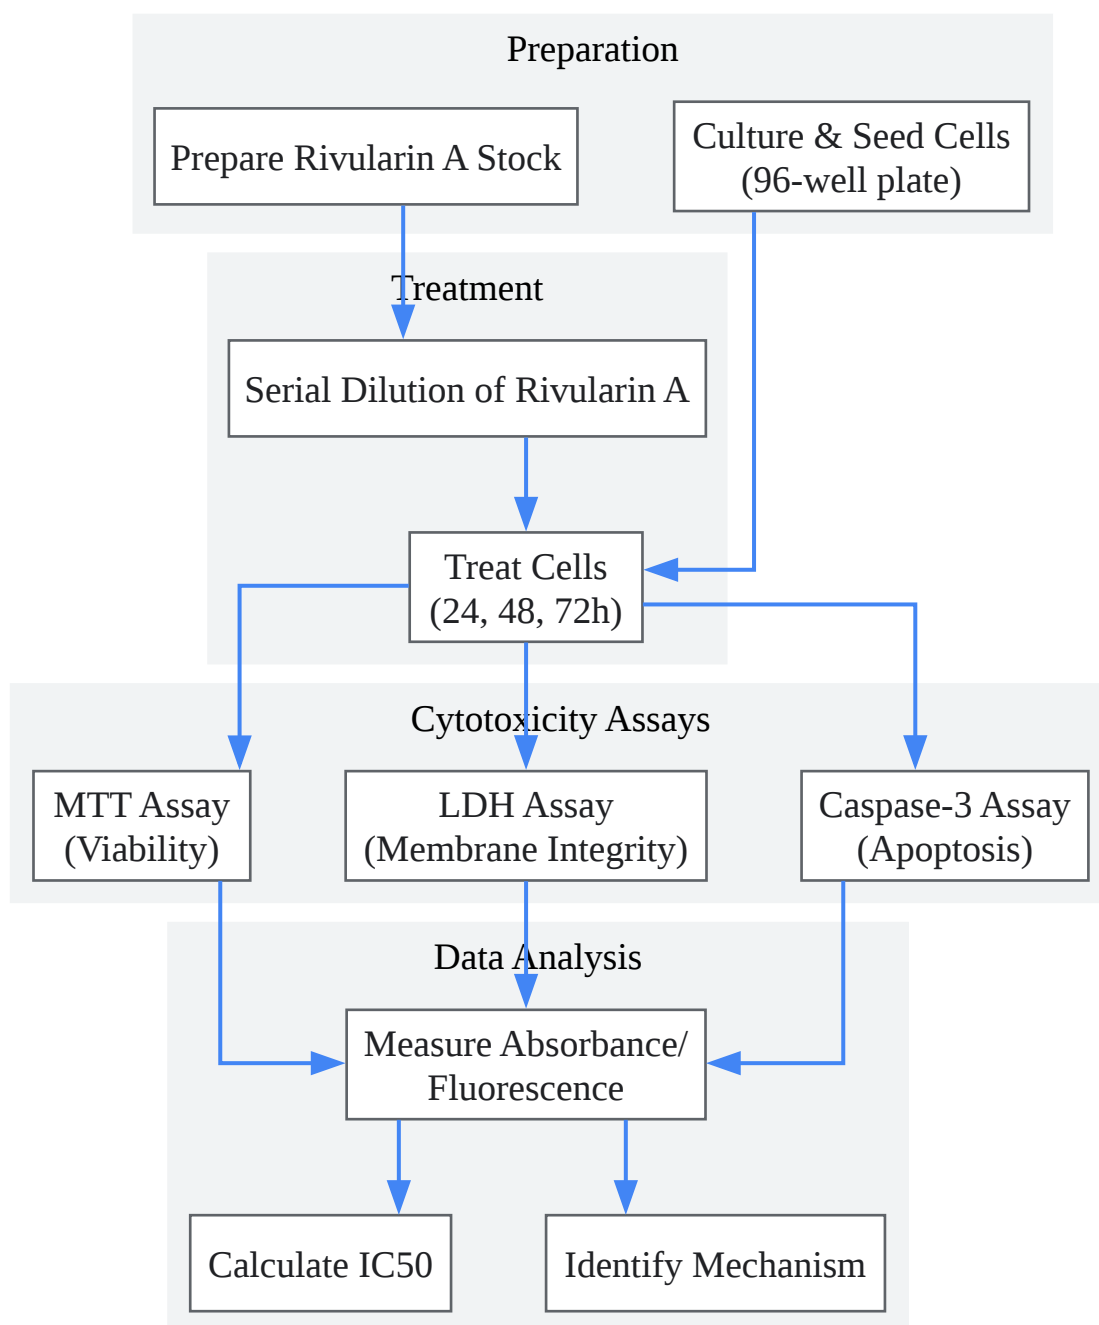 Preparation
Prepare Rivularin A Stock
Culture & Seed Cells
(96-well plate)
Treatment
Serial Dilution of Rivularin A
Treat Cells
(24, 48, 72h)
Cytotoxicity Assays
MTT Assay
(Viability)
LDH Assay
(Membrane Integrity)
Caspase-3 Assay
(Apoptosis)
Data Analysis
Measure Absorbance/
Fluorescence
Calculate IC50
Identify Mechanism